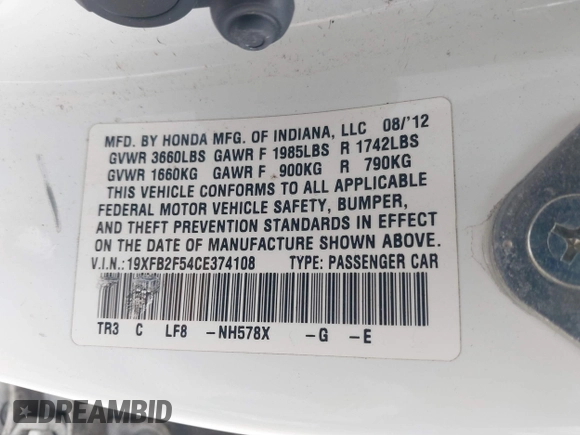 MFD. BY HONDA MFG. OF INDIANA, LLC 08/'12
GVWR 3660LBS GAWR F 1985LBS R 1742LBS
GVWR 1660KG GAWR F 900KG R 790KG
THIS VEHICLE CONFORMS TO ALL APPLICABLE
FEDERAL MOTOR VEHICLE SAFETY, BUMPER,
AND THEFT PREVENTION STANDARDS IN EFFECT
ON THE DATE OF MANUFACTURE SHOWN ABOVE.
V.I.N.: 19XFB2F54CE374108 TYPE: PASSENGER CAR
TR3 C LF8 -NH578X -G -E
DREAMBID